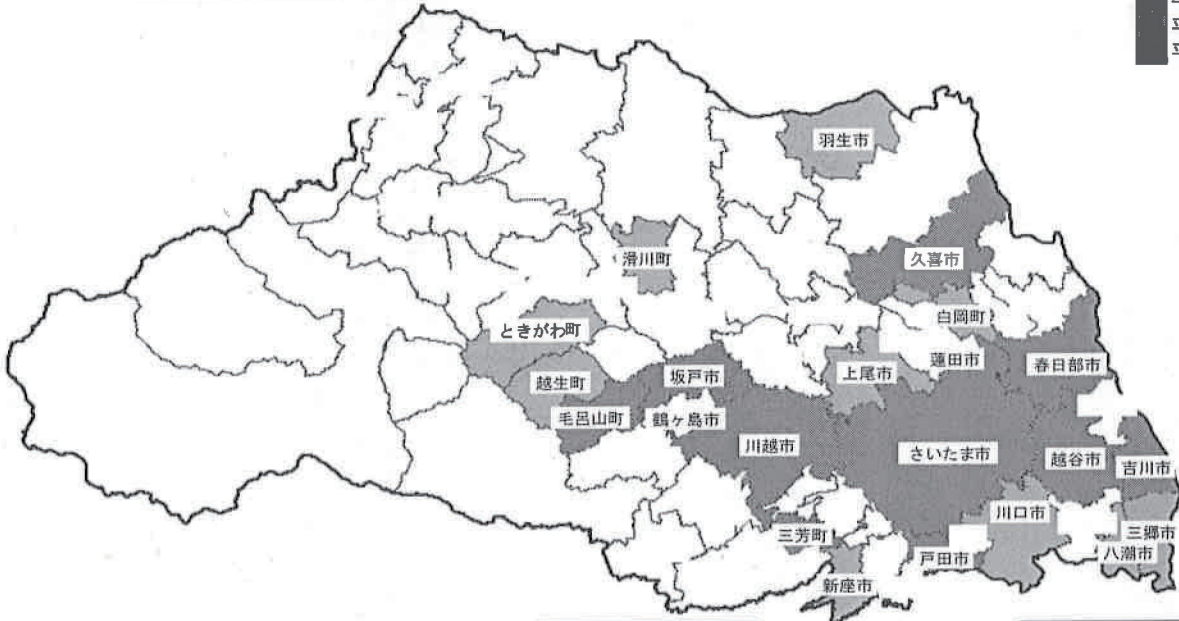 羽生市
滑川町
久喜市
白岡町
ときがわ町
蓮田市
春日部市
坂戸市
上尾市
越生町
毛呂山町
鶴ヶ島市
川越市
さいたま市
越谷市
吉川市
川口市
三芳町
三郷市
戸田市
八潮市
新座市